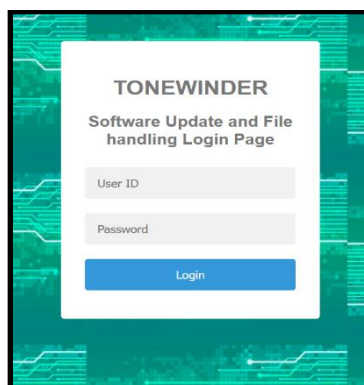 TONEWINDER
Software Update and File
handling Login Page
User ID
Password
Login